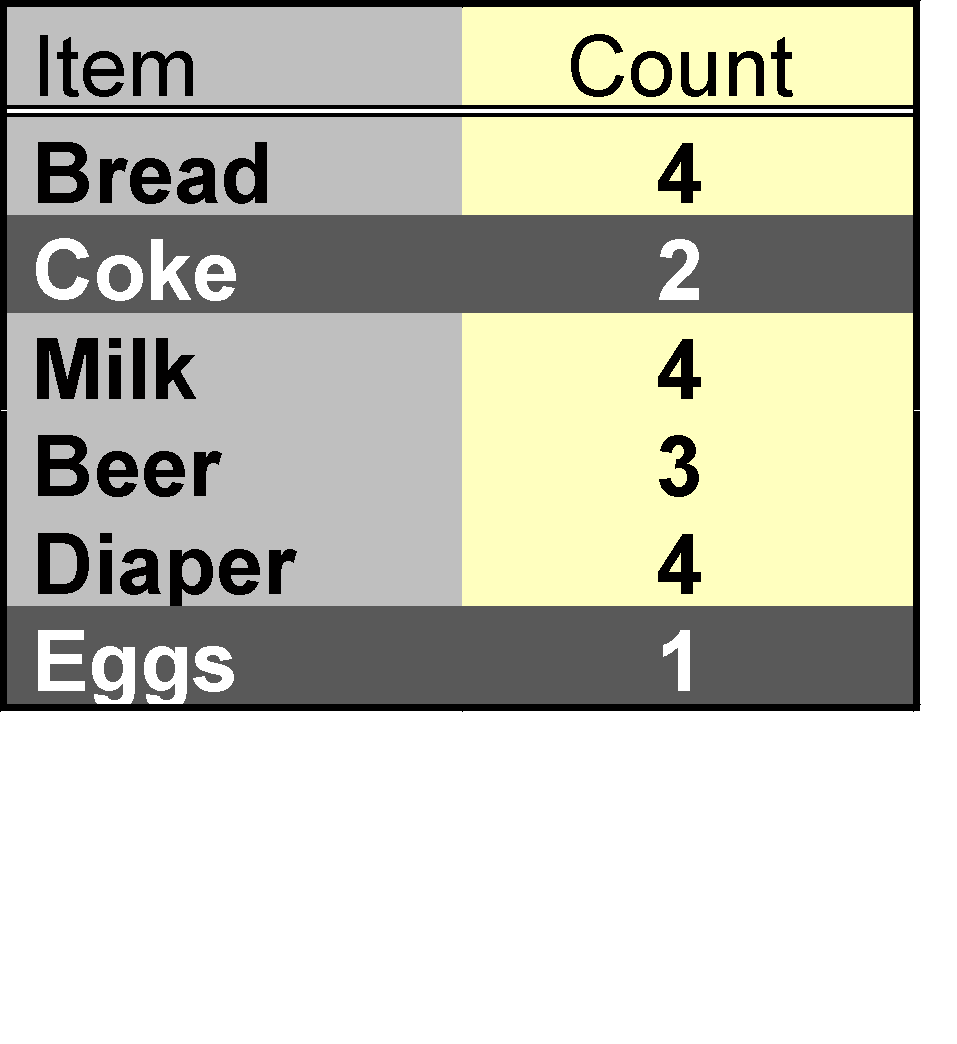 Item Count
Bread 4
Coke 2
Milk 4
Beer 3
Diaper 4
Eggs 1